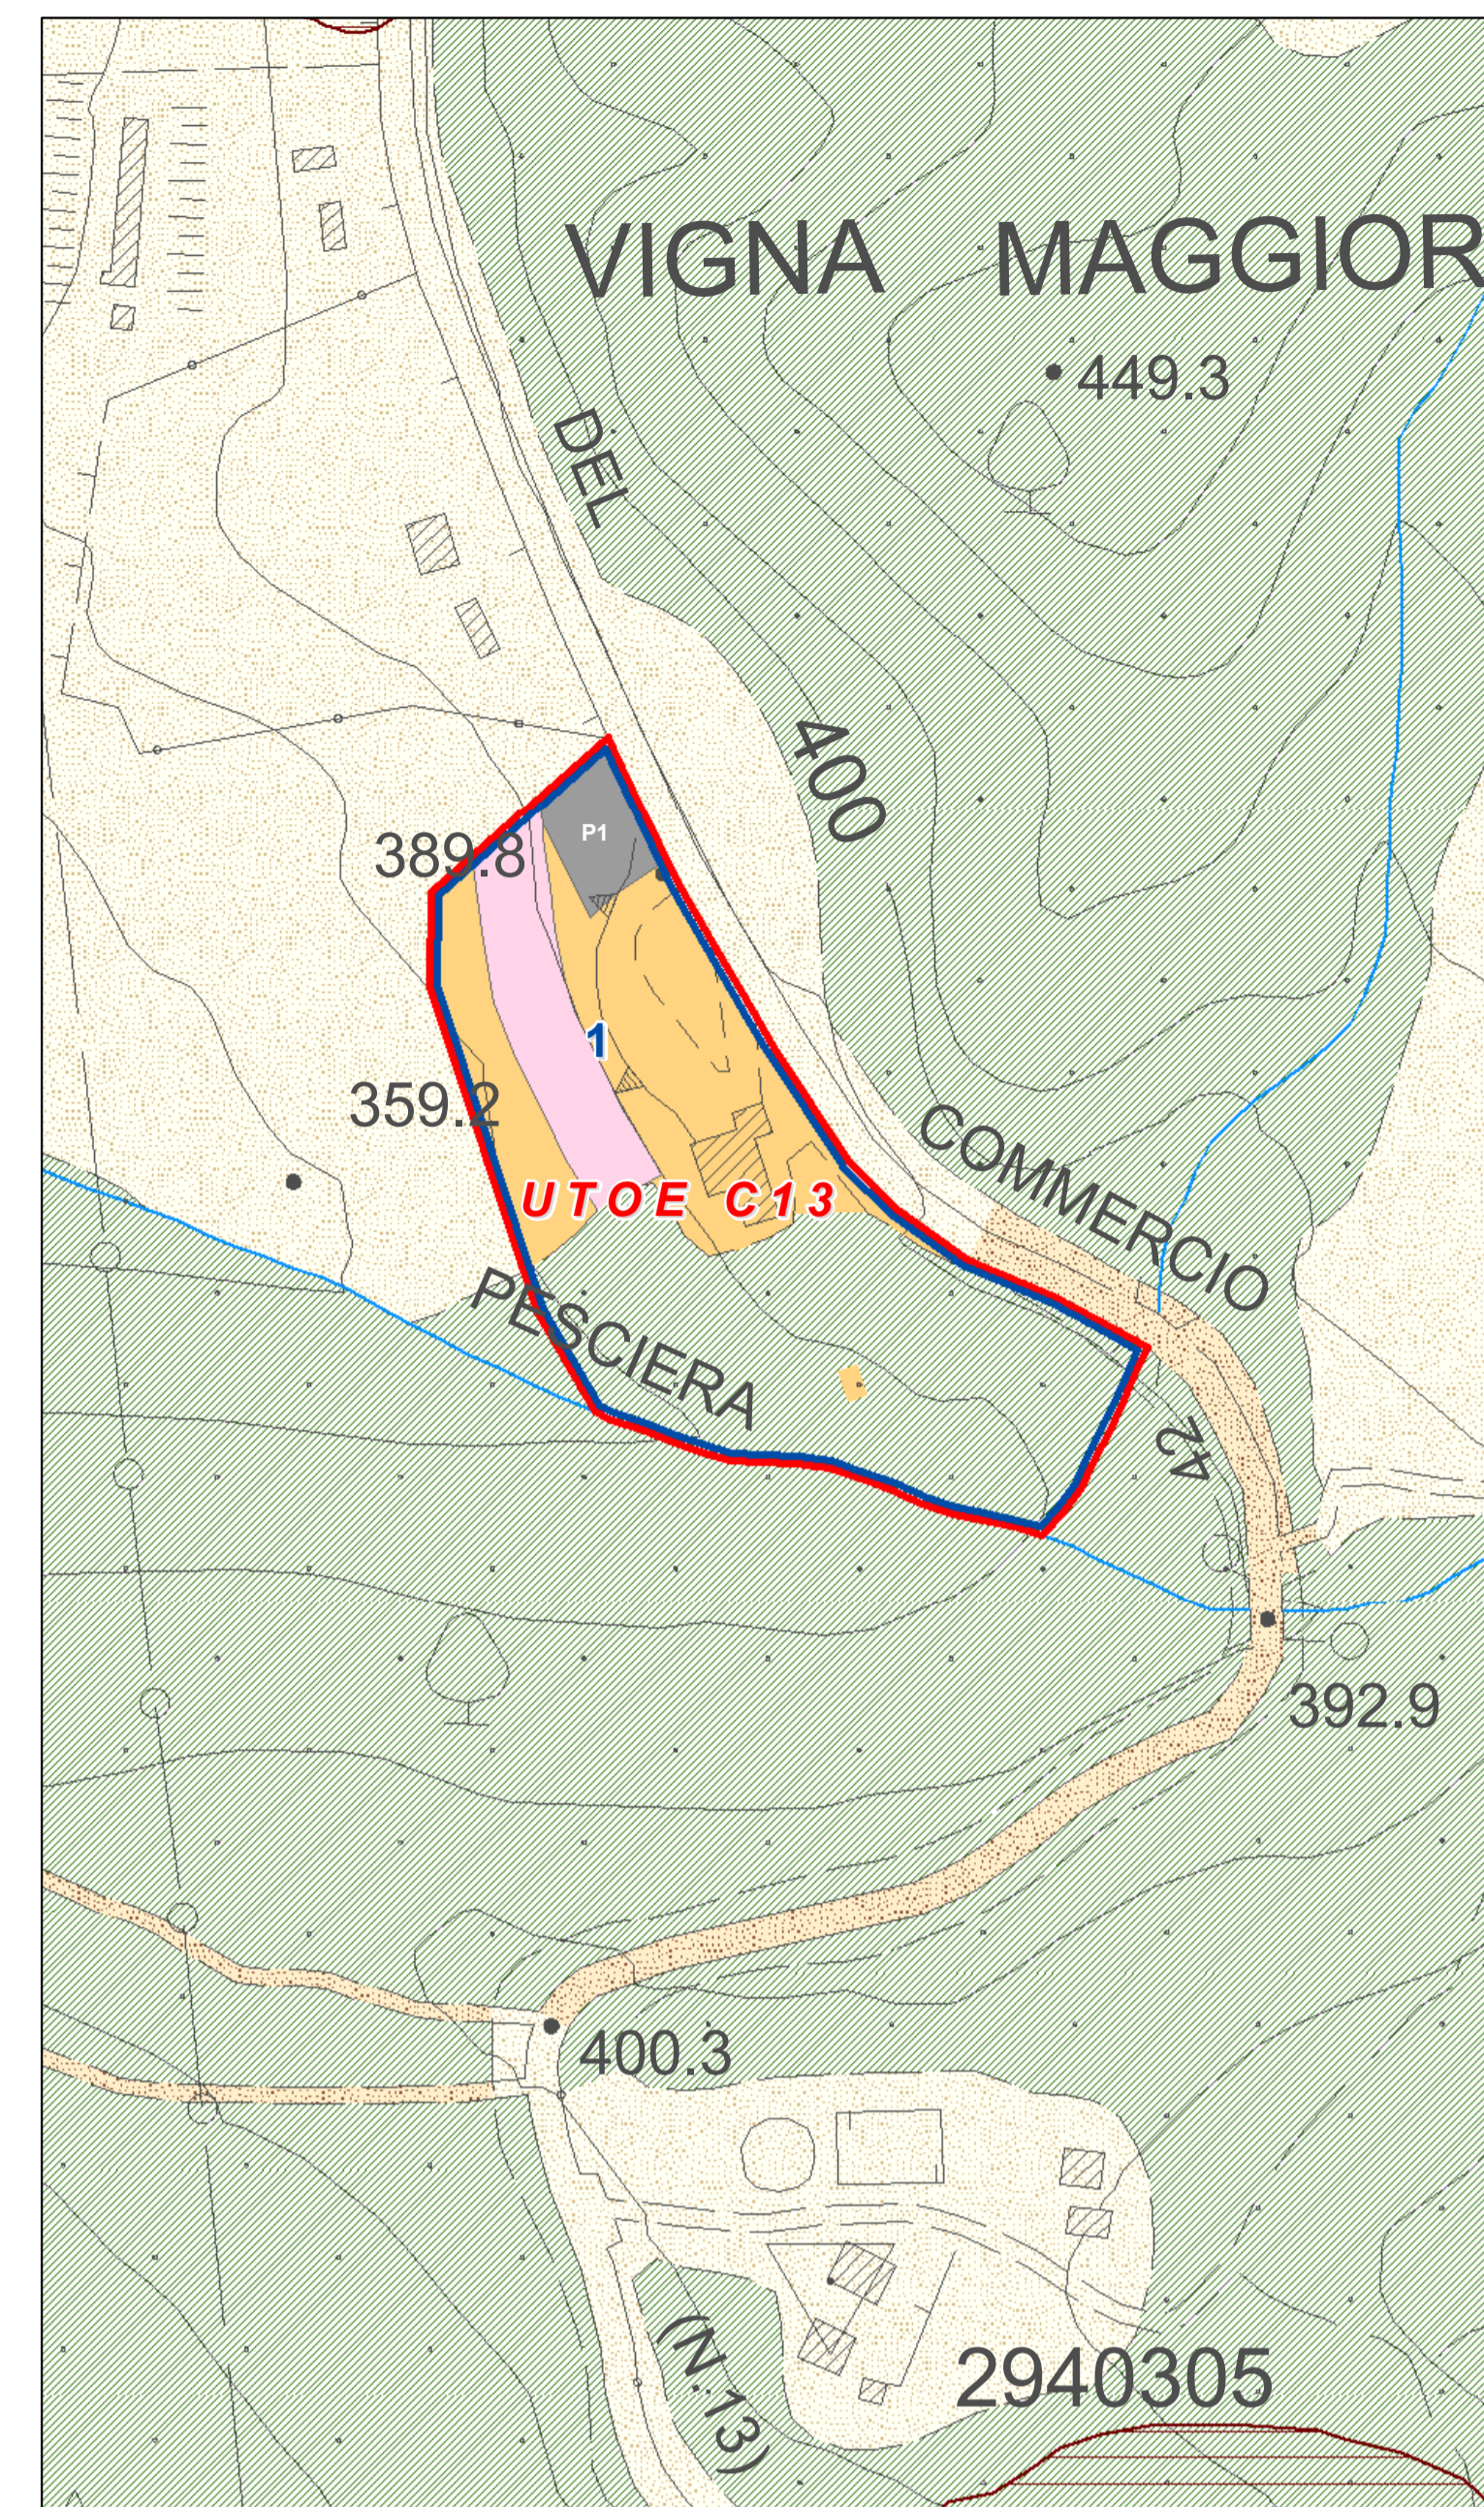 VIGNA MAGGIOR
449.3
DEL
400
P1
389.8
1
359.2
COMMERCIO
UTOE C13
PESCIERA
42
392.9
400.3
2940305
(N.13)